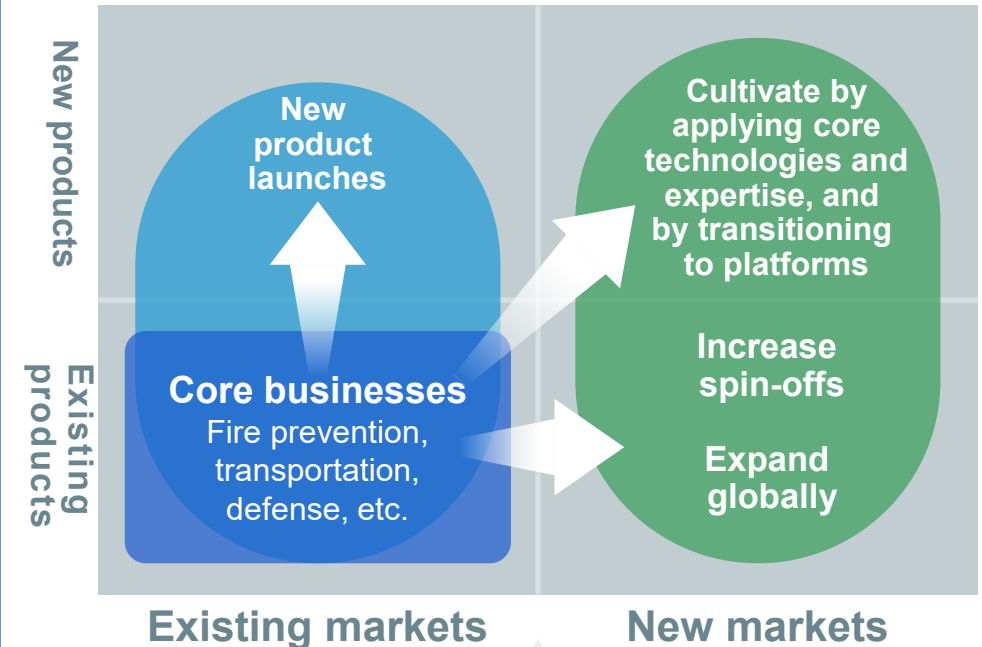 New products
New
product
launches
Cultivate by
applying core
technologies and
expertise, and
by transitioning
to platforms
Existing
products
Core businesses
Fire prevention,
transportation,
defense, etc.
Increase
spin-offs
Expand
globally
Existing markets
New markets